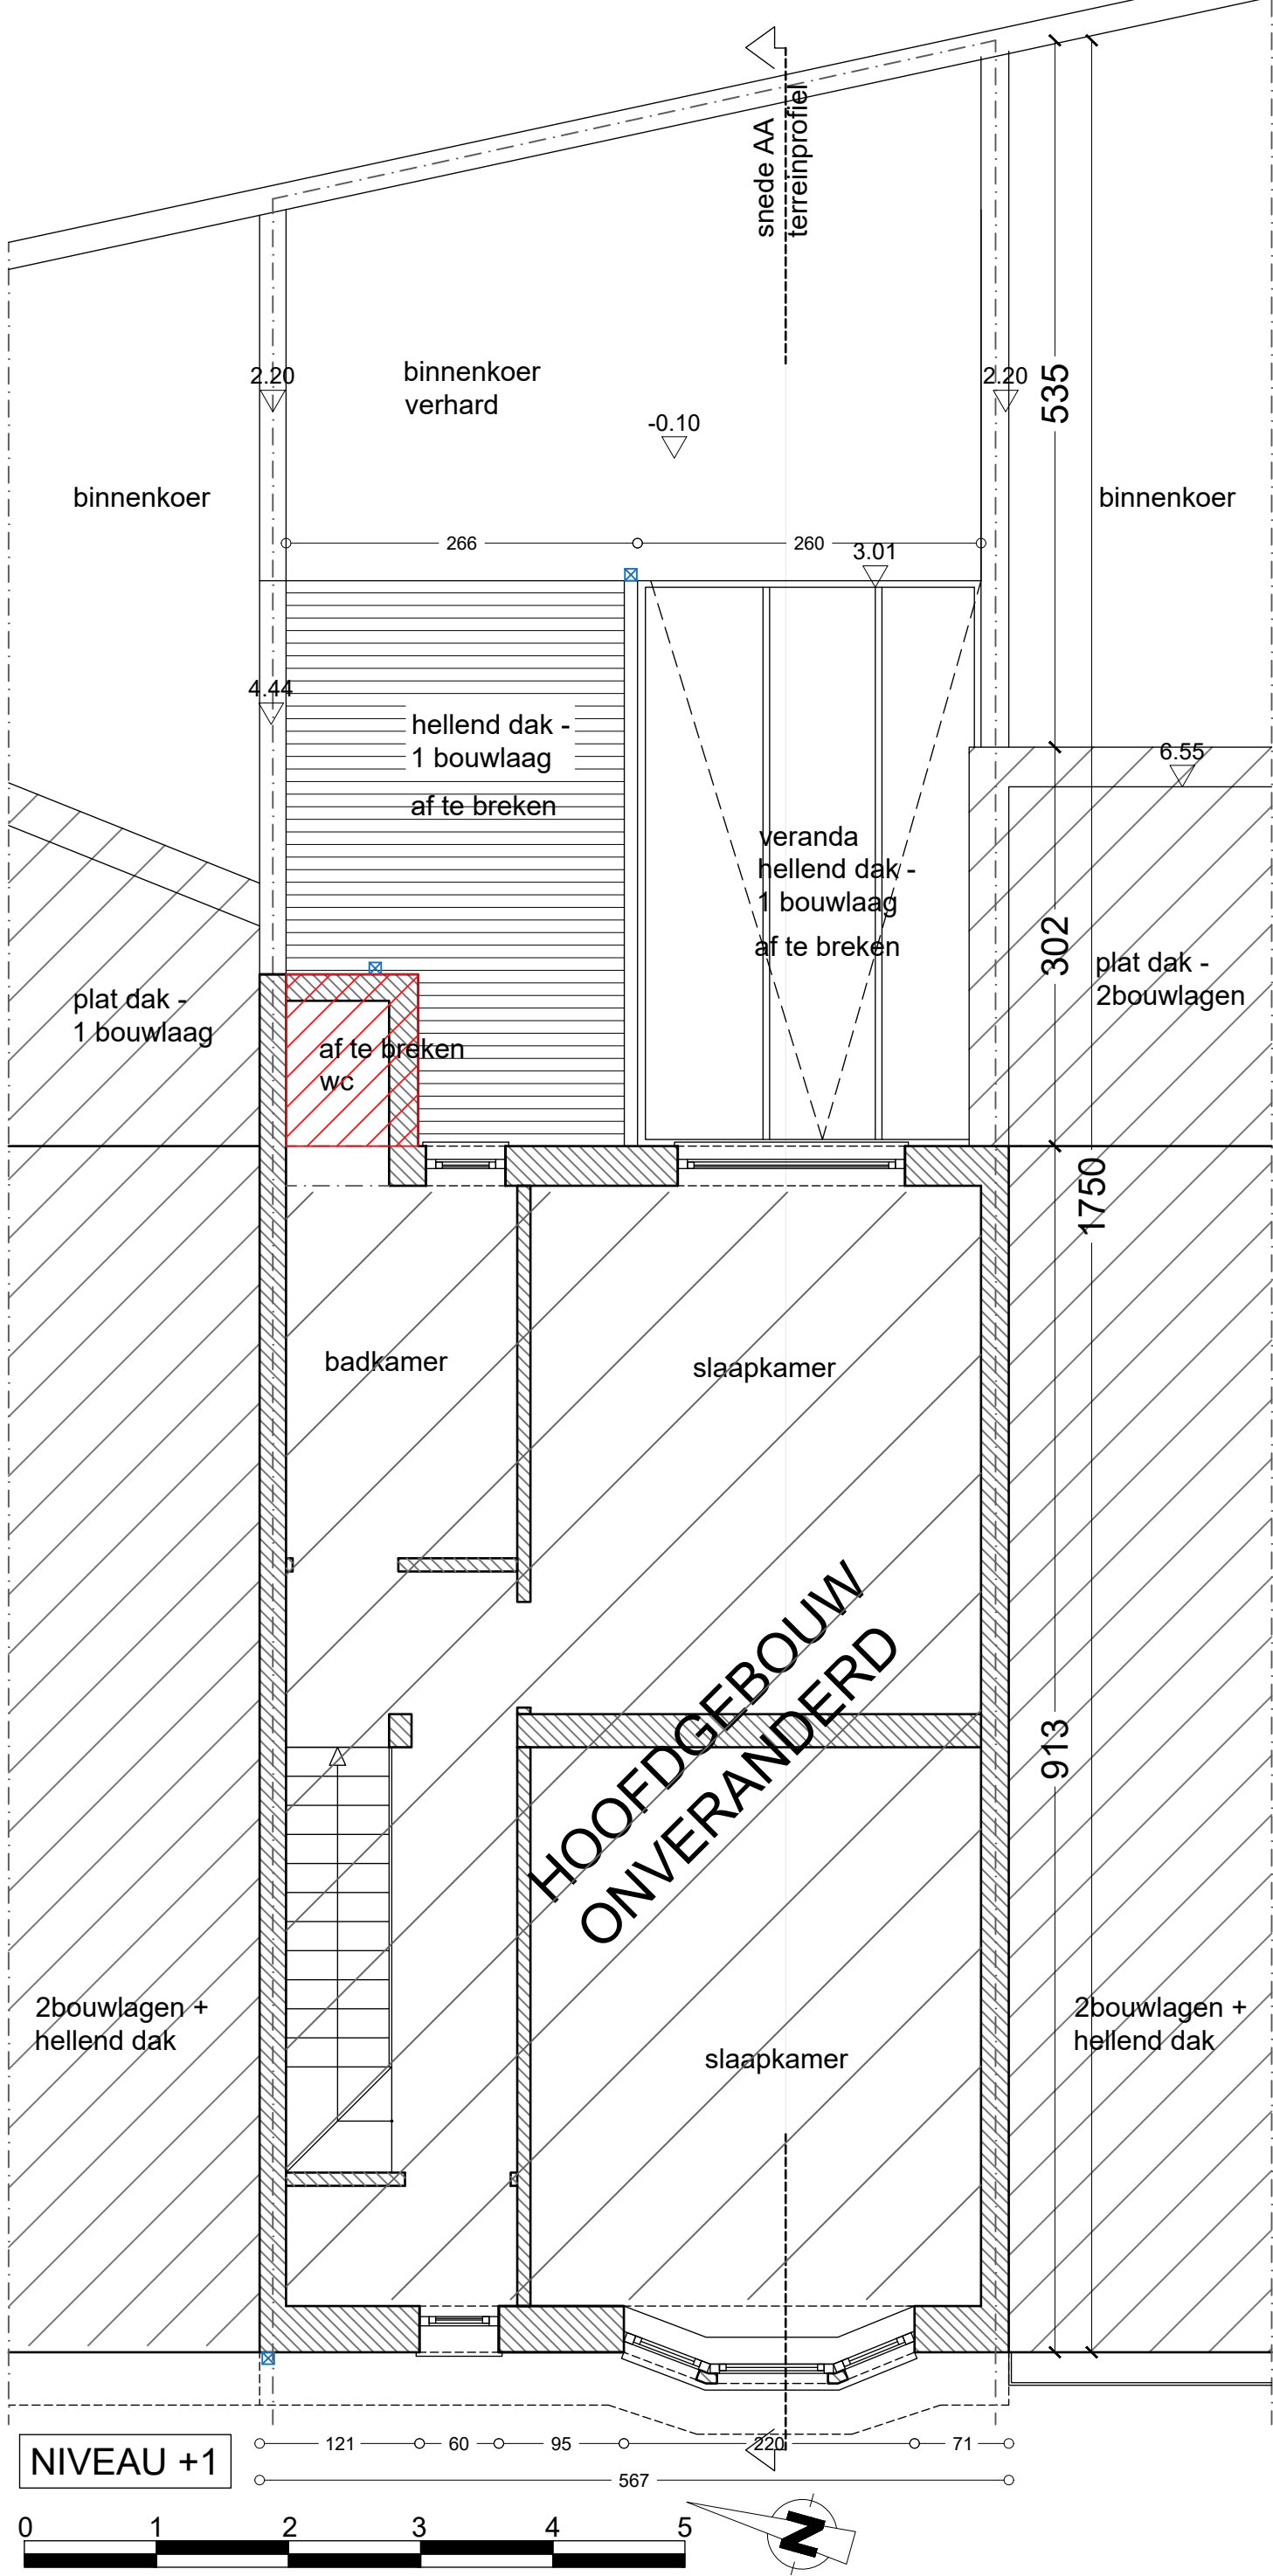 snede AA
terreinprofiel
2.20
binnenkoer
verhard
2.20
535
-0.10
binnenkoer
binnenkoer
266
260
3.01
4.44
hellend dak -
1 bouwlaag
af te breken
6.55
veranda
hellend dak -
1 bouwlaag
af te breken
302
plat dak -
2bouwlagen
plat dak -
1 bouwlaag
af te breken
wc
1750
badkamer
slaapkamer
HOOFDGEBOUW
ONVERANDERD
913
2bouwlagen +
hellend dak
2bouwlagen +
hellend dak
slaapkamer
NIVEAU +1
121
60
95
220
71
567
0
1
2
3
4
5
N